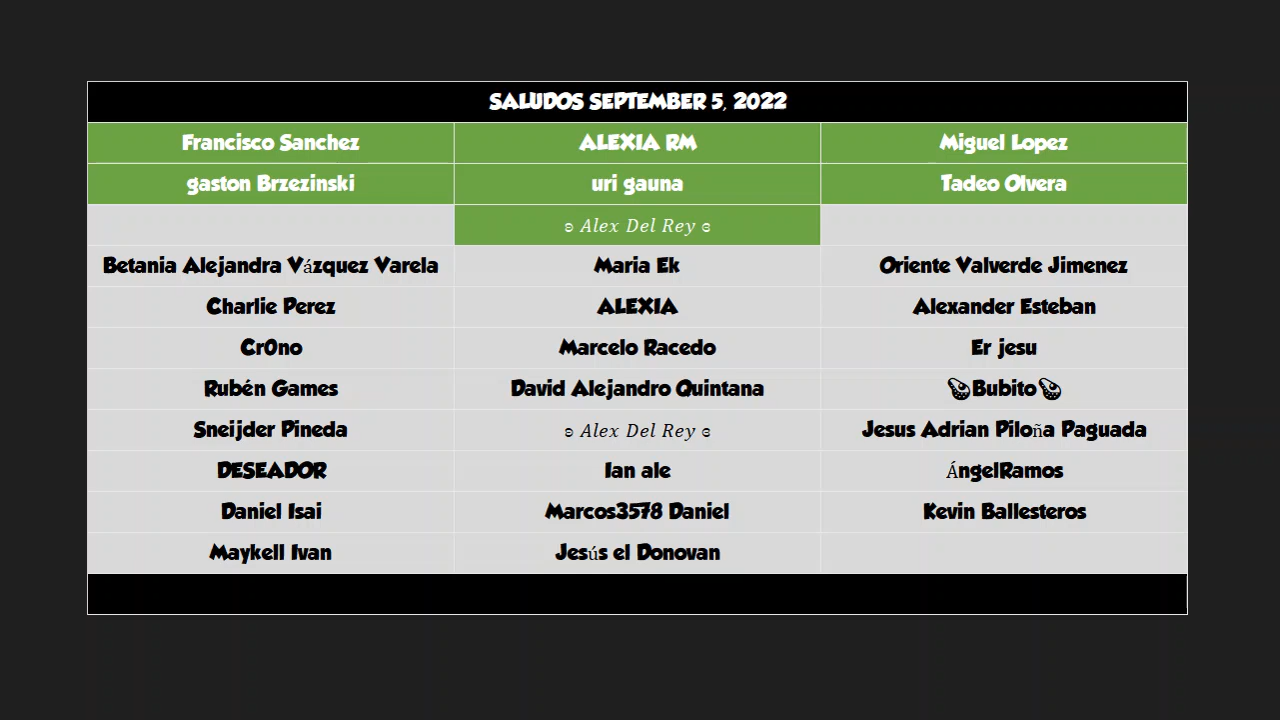 SALUDOS SEPTEMBER 5, 2022
Francisco Sanchez ALEXIA RM Miguel Lopez
gaston Brzezinski uri gauna Tadeo Olvera
ʚ Alex Del Rey ɞ
Betania Alejandra Vázquez Varela Maria Ek Oriente Valverde Jimenez
Charlie Perez ALEXIA Alexander Esteban
Cr0no Marcelo Racedo Er jesu
Rubén Games David Alejandro Quintana Bubito
Sneijder Pineda ʚ Alex Del Rey ɞ Jesus Adrian Piloña Paguada
DESEADOR Ian ale ÁngelRamos
Daniel Isai Marcos3578 Daniel Kevin Ballesteros
Maykell Ivan Jesús el Donovan